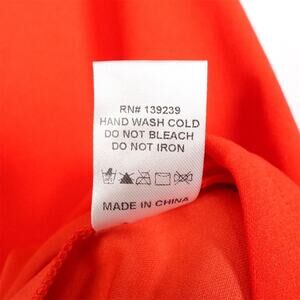 RN# 139239
HAND WASH COLD
DO NOT BLEACH
DO NOT IRON
MADE IN CHINA